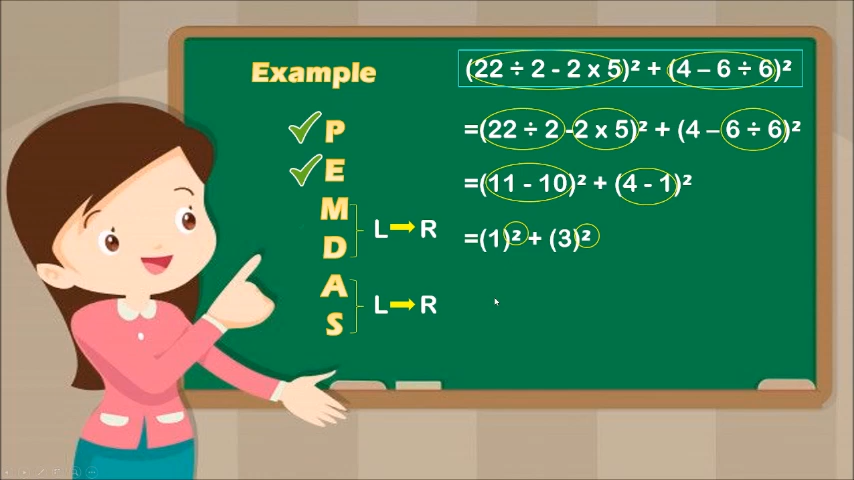 Example
(22 ÷ 2 - 2 x 5)² + (4 – 6 ÷ 6)²
P
=(22 ÷ 2 -2 x 5)² + (4 – 6 ÷ 6)²
E
=(11 - 10)² + (4 - 1)²
M
L R
=(1)² + (3)²
D
A
L R
S